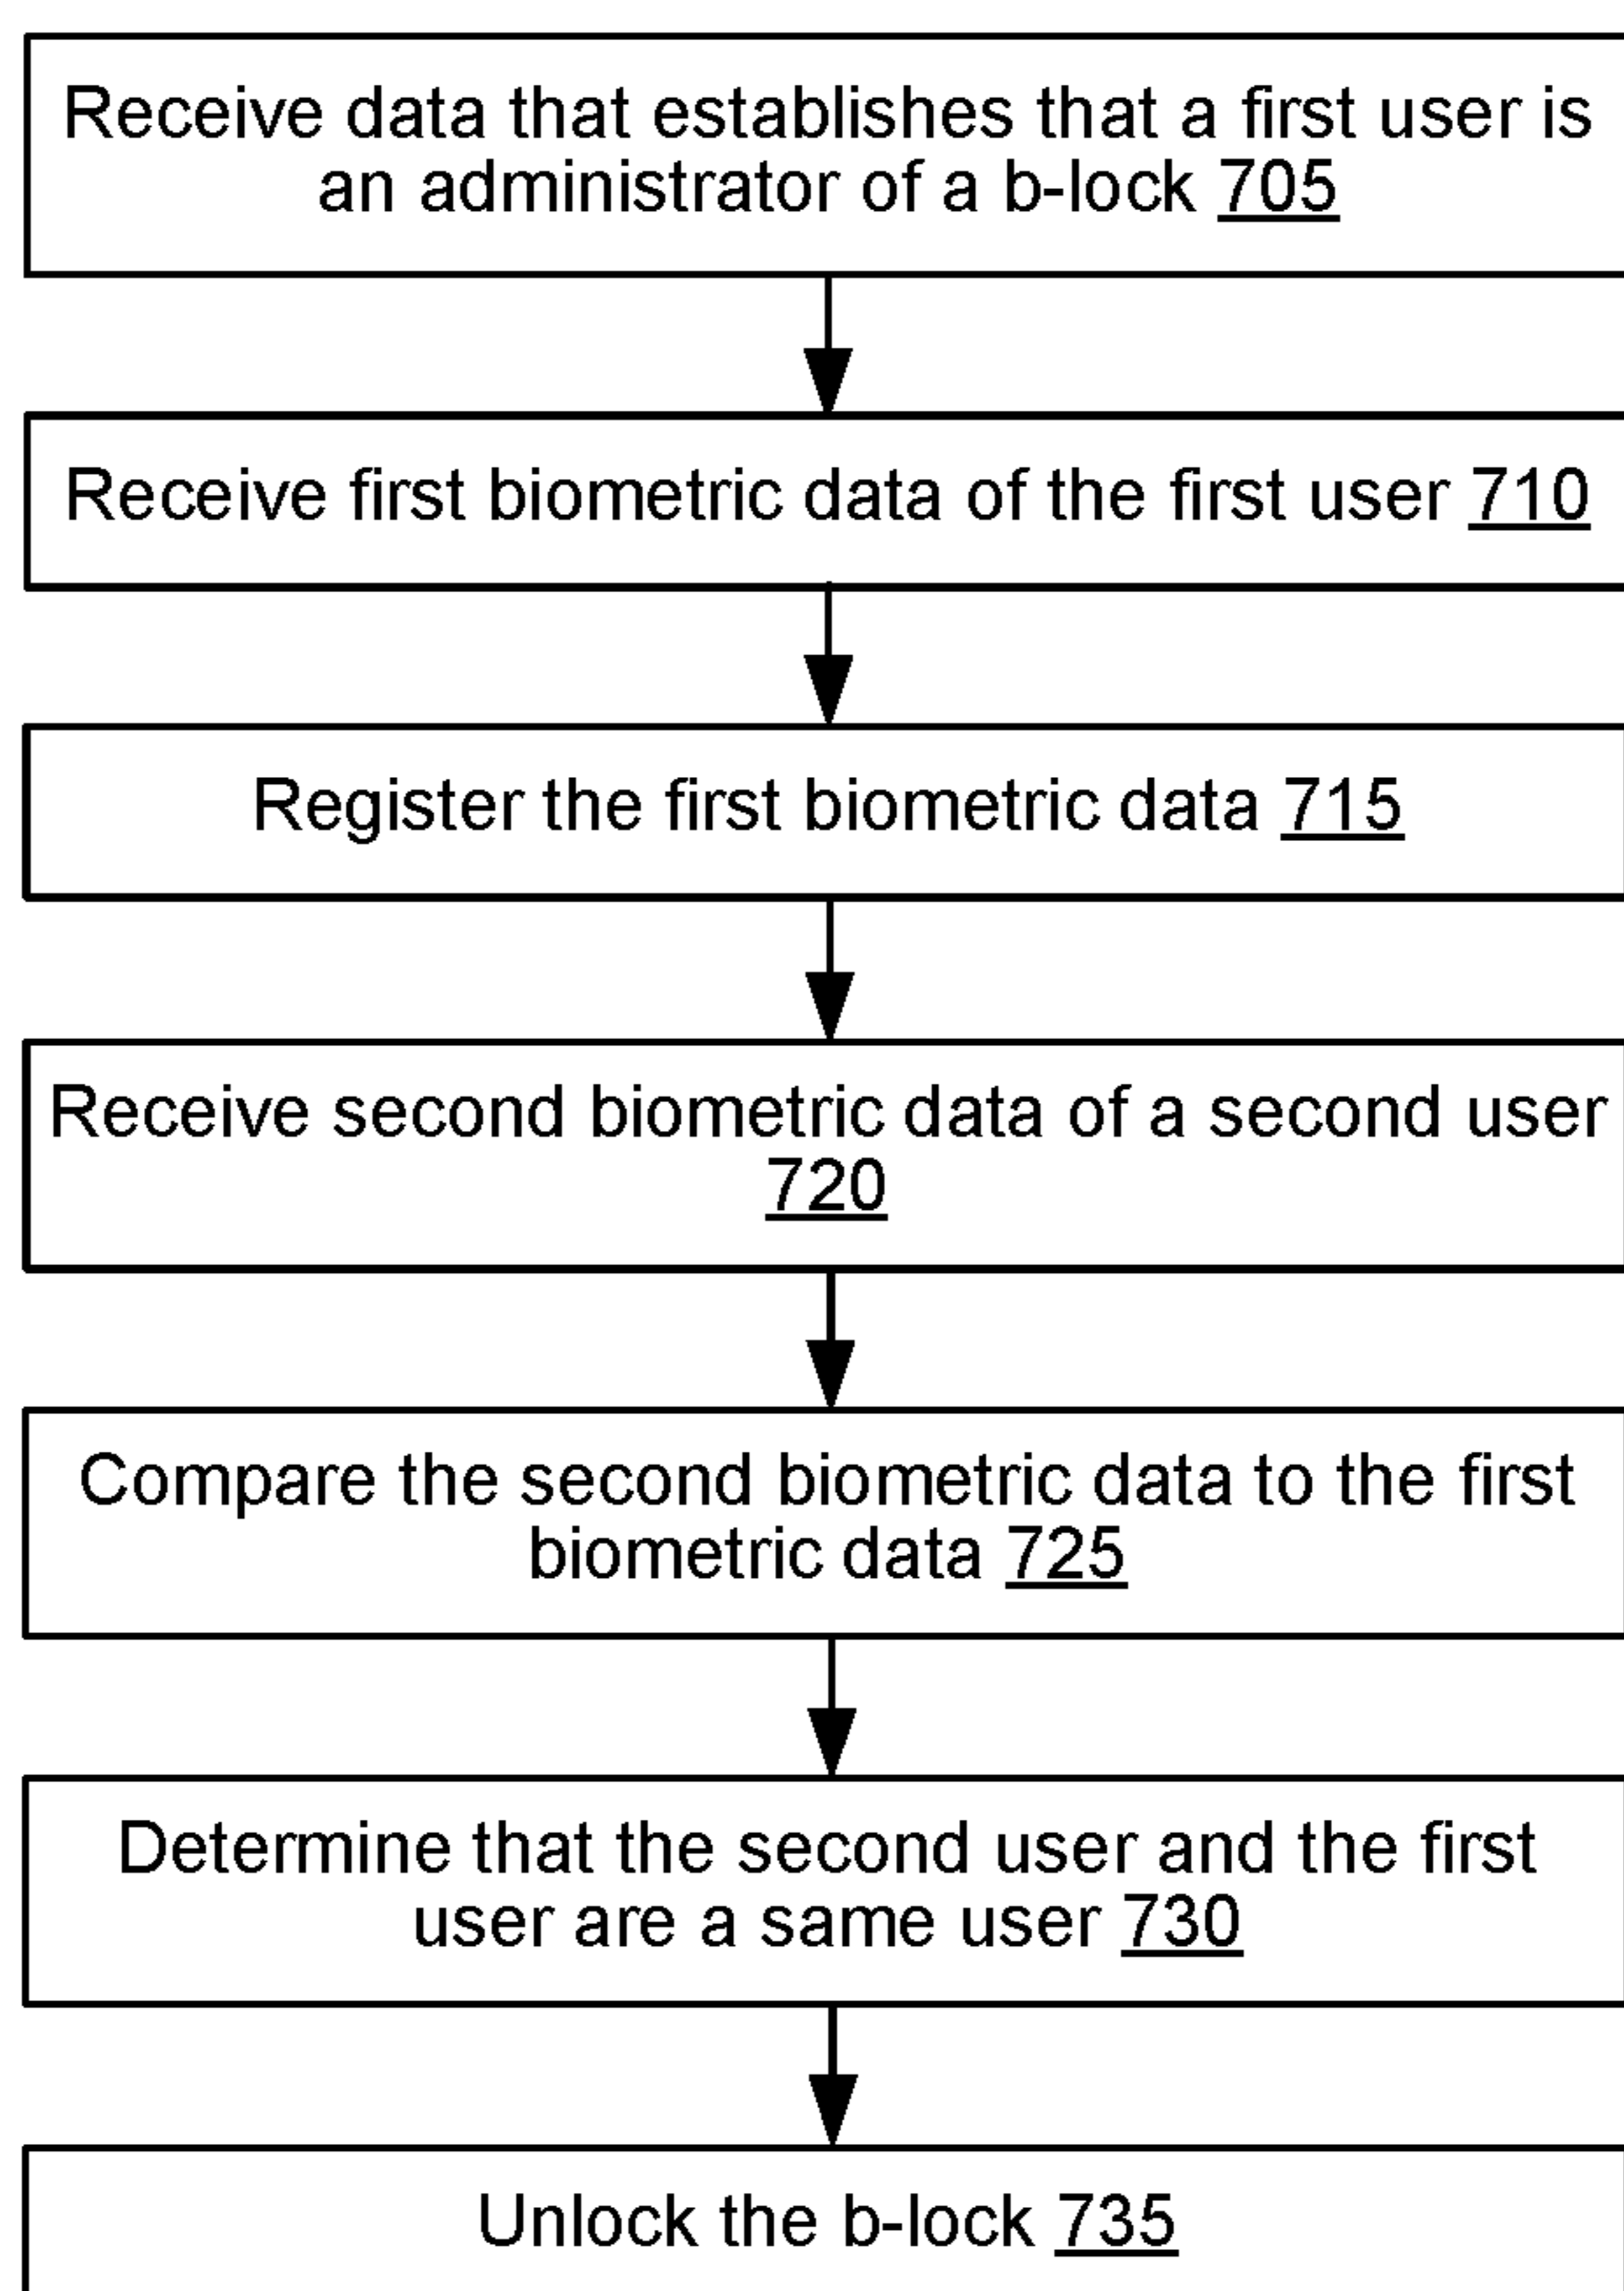 Receive data that establishes that a first user is
an administrator of a b-lock 705
Receive first biometric data of the first user 710
Register the first biometric data 715
Receive second biometric data of a second user
720
Compare the second biometric data to the first
biometric data 725
Determine that the second user and the first
user are a same user 730
Unlock the b-lock 735